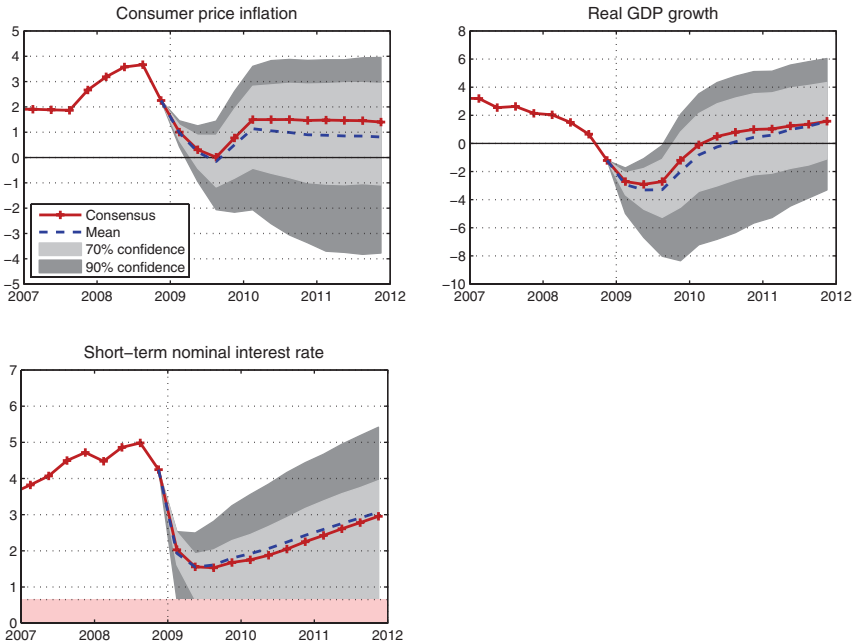 Consumer price inflation
5
4
3
2
1
0
−1
−2
−3
−4
−5
Consensus
Mean
70% confidence
90% confidence
2007 2008 2009 2010 2011 2012
Real GDP growth
8
6
4
2
0
−2
−4
−6
−8
−10
2007 2008 2009 2010 2011 2012
Short−term nominal interest rate
7
6
5
4
3
2
1
0
2007 2008 2009 2010 2011 2012